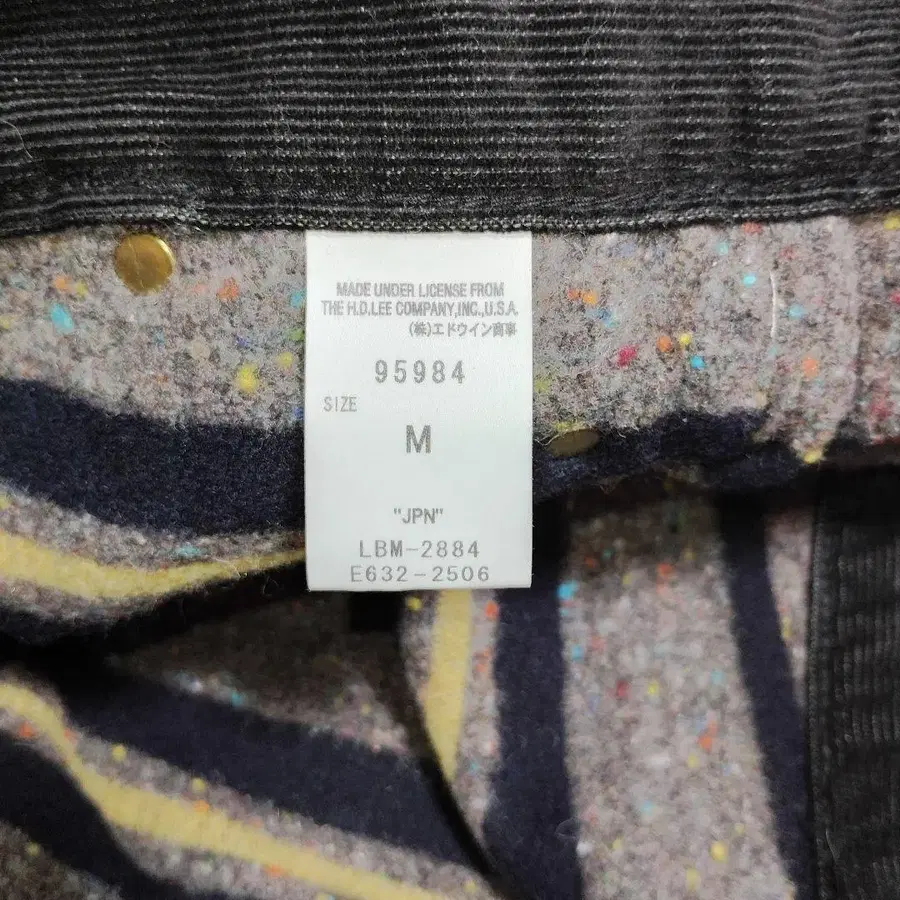 MADE UNDER LICENSE FROM
THE H.D.LEE COMPANY,INC.,U.S.A.
(株)エドウイン商事
95984
SIZE
M
"JPN"
LBM-2884
E632-2506